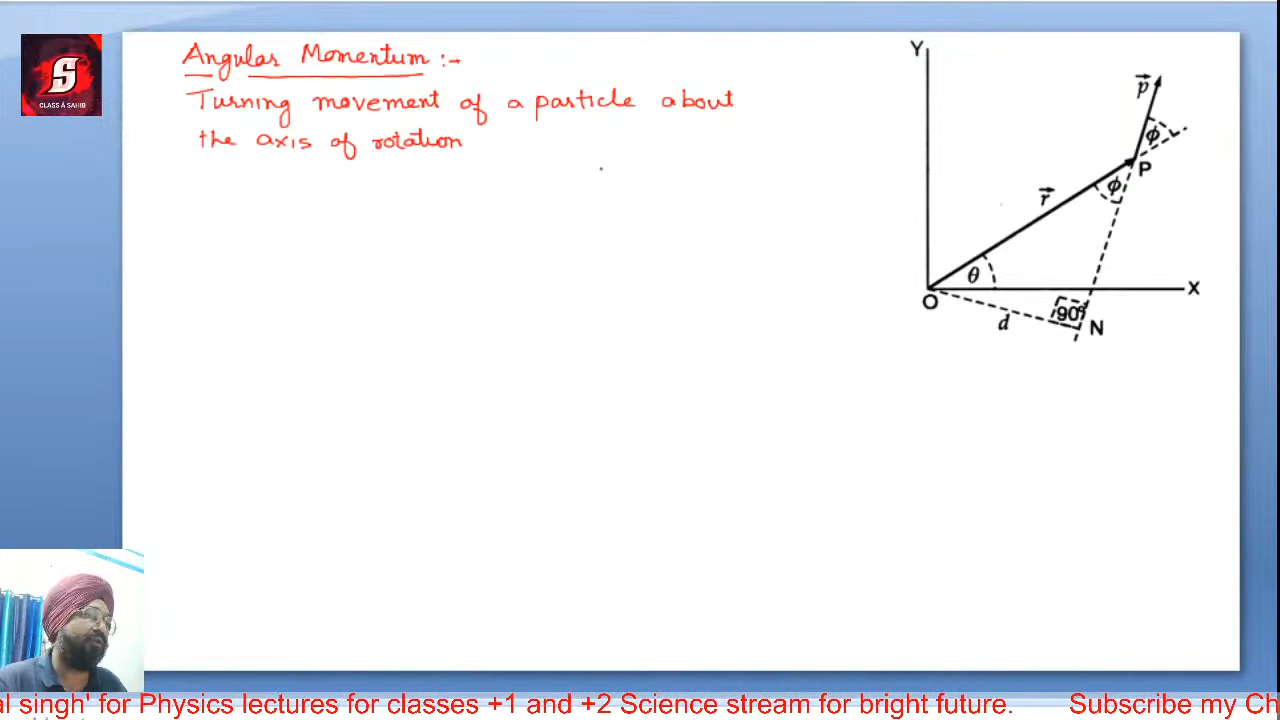 S
CLASS Á SAHIB
Angular Momentum :-
Turning movement of a particle about
the axis of rotation
Y
p
ϕ
P
ϕ
r
θ
X
O
90°
d
N
al singh' for Physics lectures for classes +1 and +2 Science stream for bright future. Subscribe my Ch